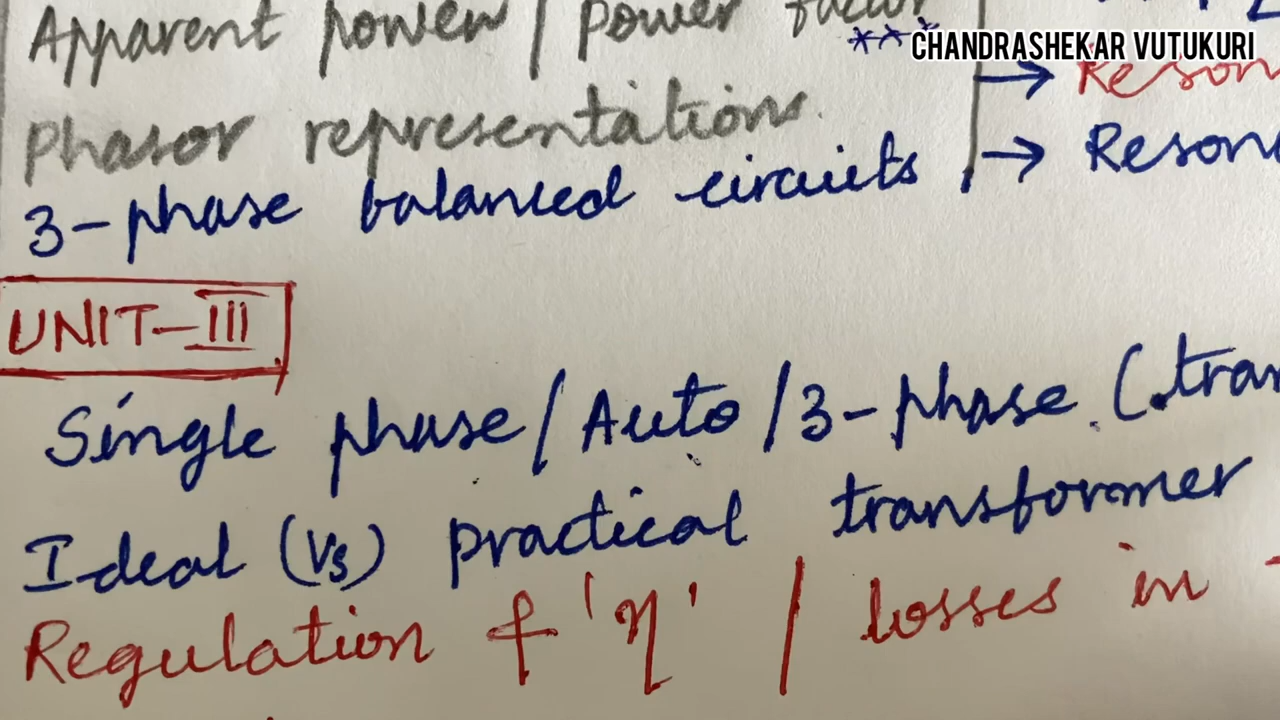 Apparent power / Power factor
***
CHANDRASHEKAR VUTUKURI
→
Phasor representations.
→
3-phase balanced circuits
UNIT-III
Single phase/Auto/3-phase (
Ideal (Vs) practical transformer
Regulation & 'η' / losses in